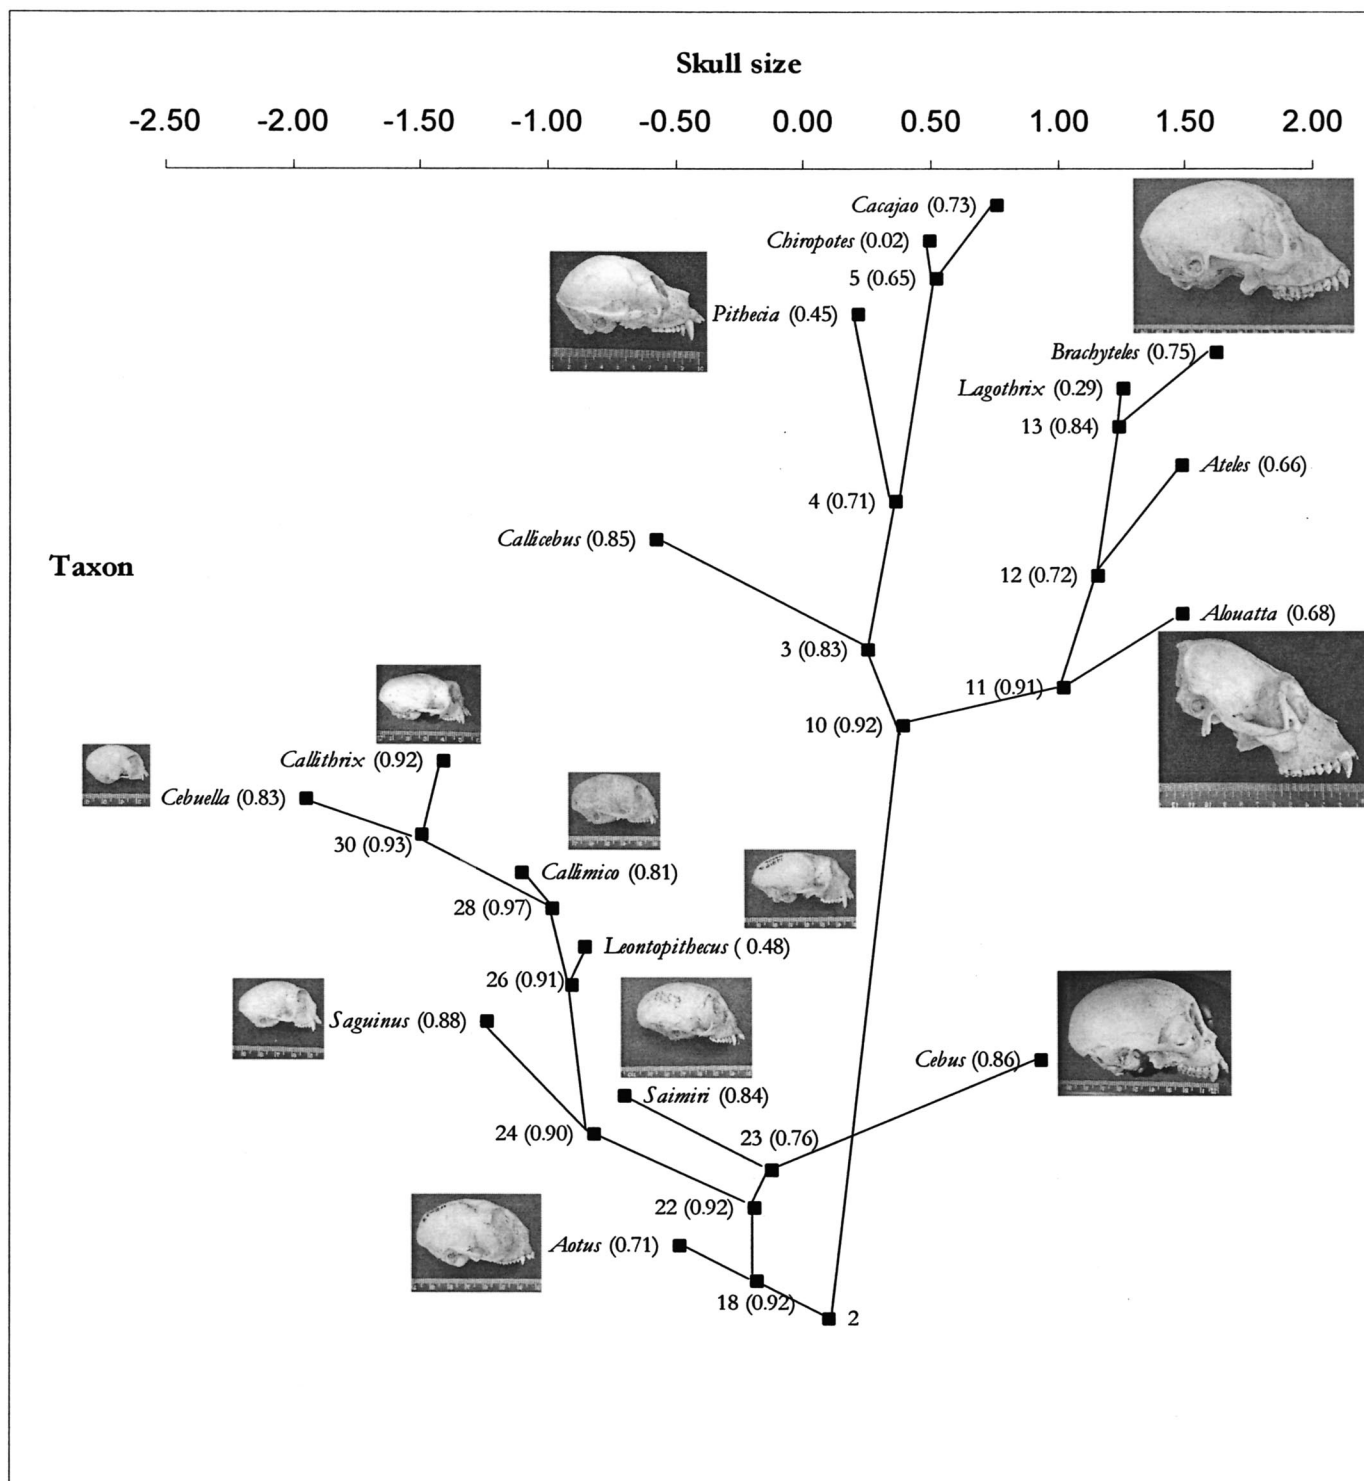 Skull size
-2.50 -2.00 -1.50 -1.00 -0.50 0.00 0.50 1.00 1.50 2.00
Cacajao (0.73)
Chiropotes (0.02)
5 (0.65)
Pithecia (0.45)
Brachyteles (0.75)
Lagothrix (0.29)
13 (0.84)
Ateles (0.66)
4 (0.71)
Callicebus (0.85)
Taxon
12 (0.72)
Alouatta (0.68)
3 (0.83)
11 (0.91)
10 (0.92)
Callithrix (0.92)
Cebuella (0.83)
30 (0.93)
Callimico (0.81)
28 (0.97)
Leontopithecus ( 0.48)
26 (0.91)
Saguinus (0.88)
Cebus (0.86)
Saimiri (0.84)
24 (0.90)
23 (0.76)
22 (0.92)
Aotus (0.71)
18 (0.92)
2